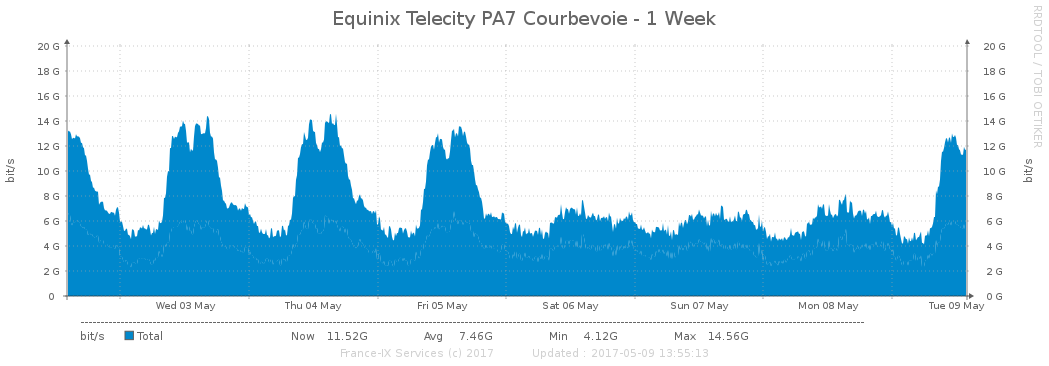 Equinix Telecity PA7 Courbevoie - 1 Week
RRDTOOL / TOBI OETIKER
bit/s
20 G
18 G
16 G
14 G
12 G
10 G
8 G
6 G
4 G
2 G
0
20 G
18 G
16 G
14 G
12 G
10 G
8 G
6 G
4 G
2 G
0 G
bit/s
Wed 03 May Thu 04 May Fri 05 May Sat 06 May Sun 07 May Mon 08 May Tue 09 May
bit/s Total Now 11.52G Avg 7.46G Min 4.12G Max 14.56G
France-IX Services (c) 2017 Updated : 2017-05-09 13:55:13